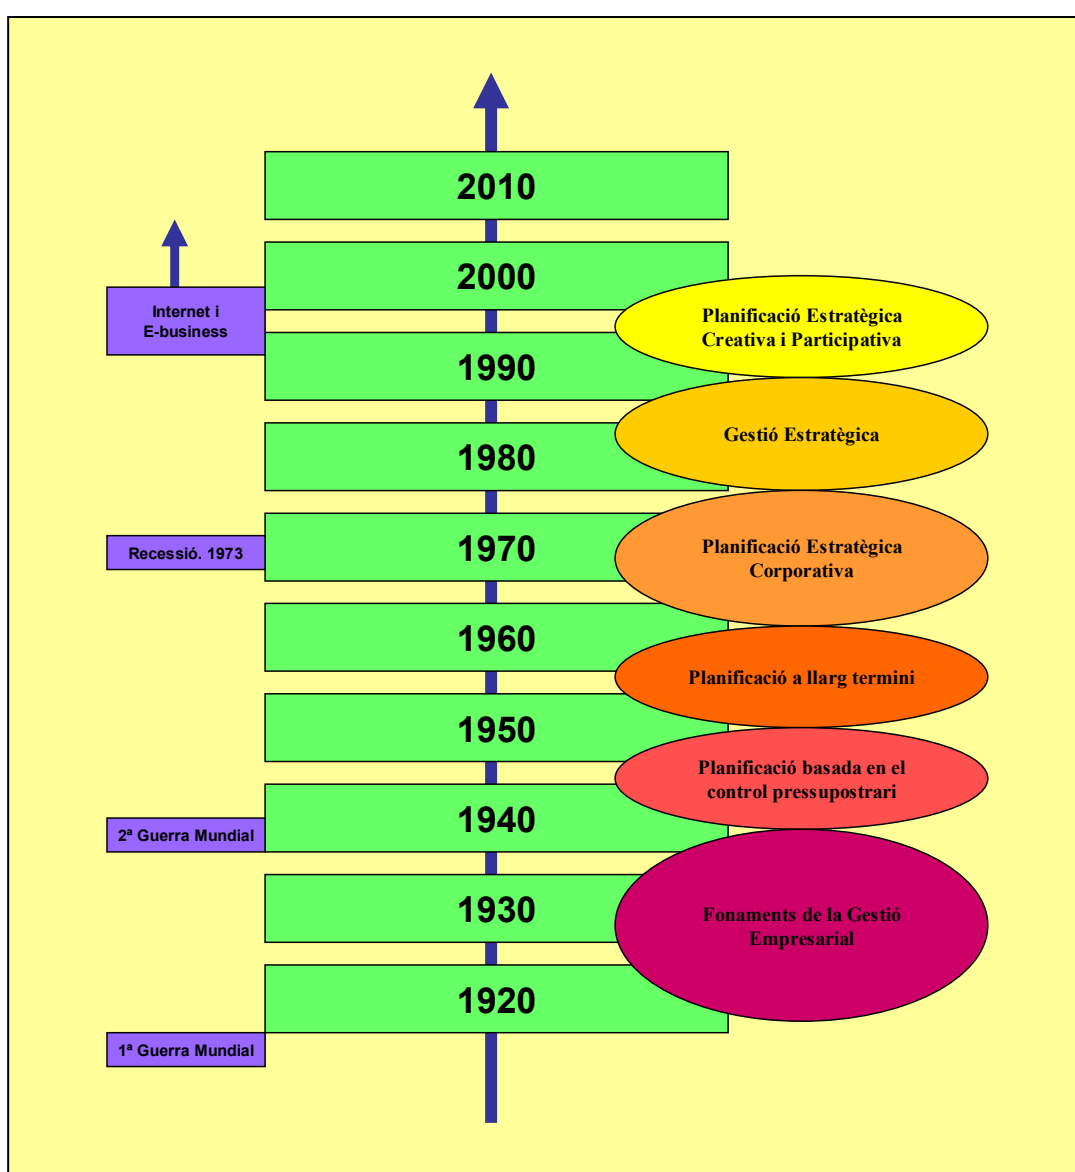 2010
2000
Internet i
E-business
Planificació Estratègica
Creativa i Participativa
1990
Gestió Estratègica
1980
Recessió. 1973
1970
Planificació Estratègica
Corporativa
1960
Planificació a llarg termini
1950
Planificació basada en el
control pressupostrari
2ª Guerra Mundial
1940
1930
Fonaments de la Gestió
Empresarial
1920
1ª Guerra Mundial